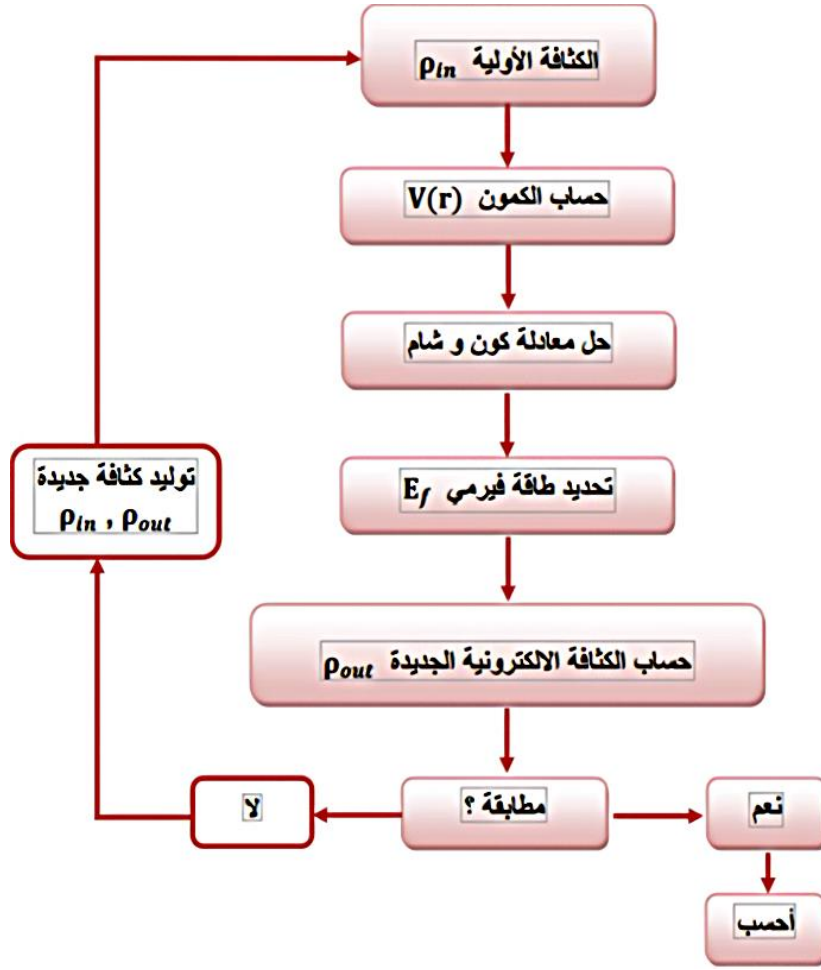 الكثافة الأولية ρin
حساب الكمون V(r)
حل معادلة كون و شام
تحديد طاقة فيرمي Ef
توليد كثافة جديدة
ρin , ρout
حساب الكثافة الالكترونية الجديدة ρout
مطابقة ؟
لا
نعم
أحسب